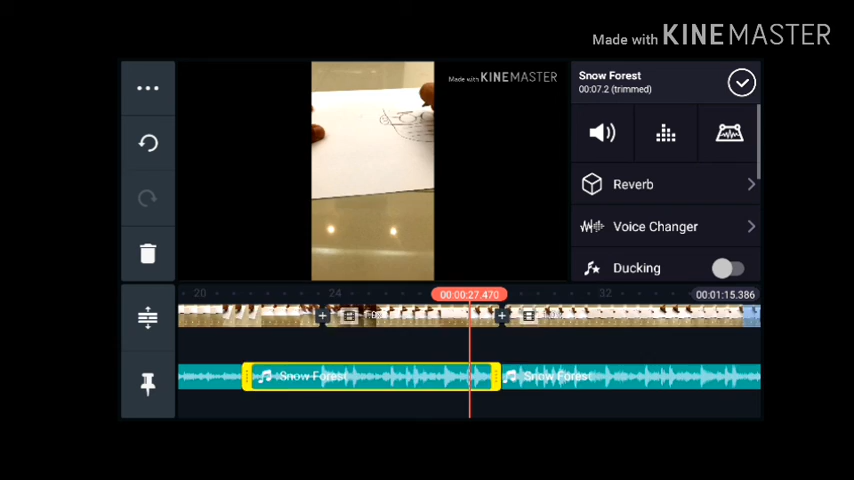 Made with KINEMASTER
Made with KINEMASTER
Snow Forest
00:07.2 (trimmed)
Reverb
Voice Changer
Ducking
20
24
00:00:27.470
32
00:01:15.386
Snow Forest
Snow Forest